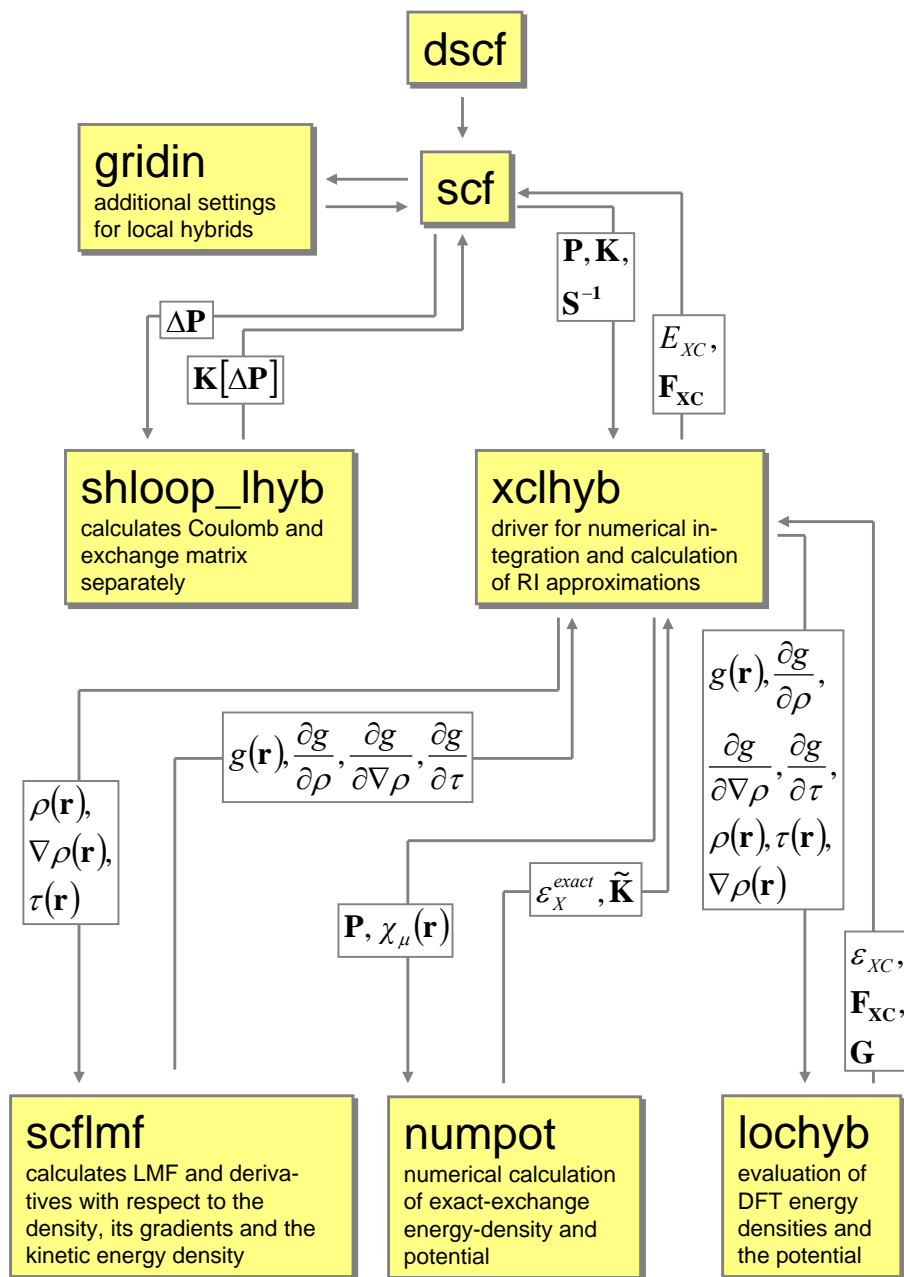 dscf
gridin
additional settings
for local hybrids
scf
P, K,
S⁻¹
ΔP
E_XC,
F_XC
K[ΔP]
shloop_lhyb
calculates Coulomb and
exchange matrix
separately
xclhyb
driver for numerical in-
tegration and calculation
of RI approximations
g(r), ∂g/∂ρ,
∂g/∂∇ρ, ∂g/∂τ,
ρ(r), τ(r),
∇ρ(r)
g(r), ∂g/∂ρ, ∂g/∂∇ρ, ∂g/∂τ
ρ(r),
∇ρ(r),
τ(r)
ε_X^exact, K̃
P, χ_μ(r)
ε_XC,
F_XC,
G
scflmf
calculates LMF and deriva-
tives with respect to the
density, its gradients and the
kinetic energy density
numpot
numerical calculation
of exact-exchange
energy-density and
potential
lochyb
evaluation of
DFT energy
densities and
the potential